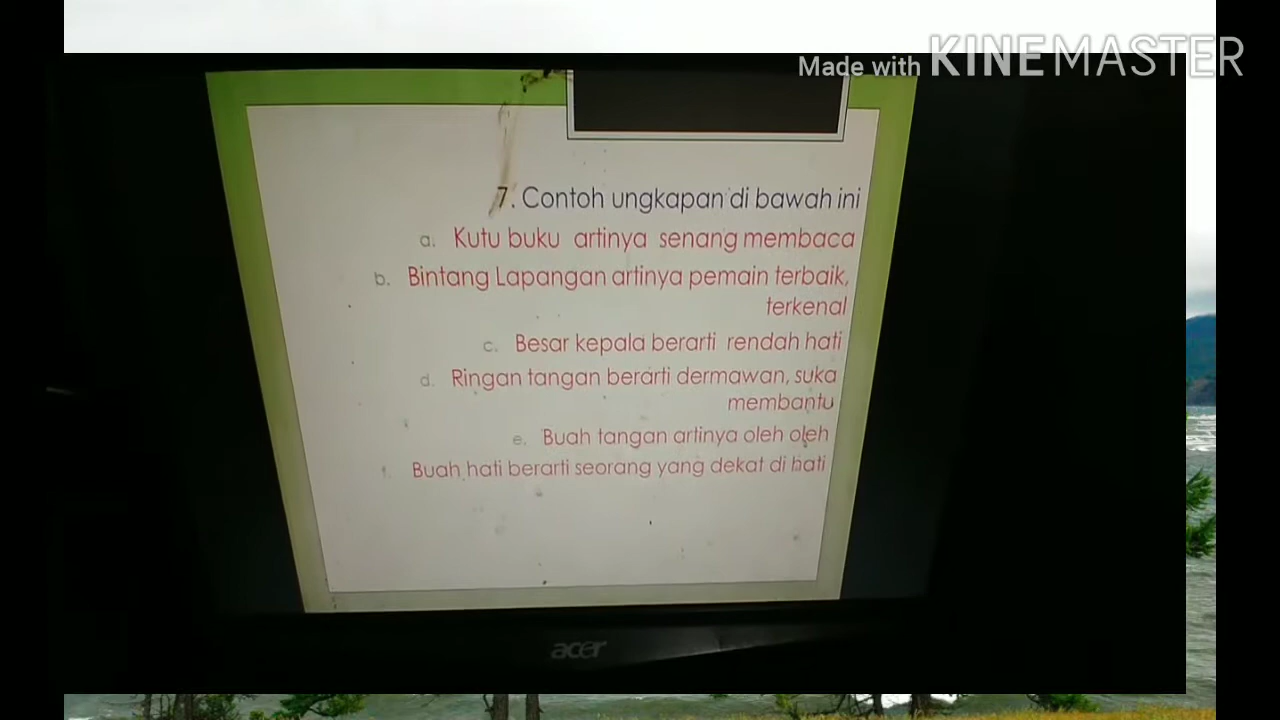 Made with KINEMASTER
7. Contoh ungkapan di bawah ini
a. Kutu buku artinya senang membaca
b. Bintang Lapangan artinya pemain terbaik,
terkenal
c. Besar kepala berarti rendah hati
d. Ringan tangan berarti dermawan, suka
membantu
e. Buah tangan artinya oleh oleh
f. Buah hati berarti seorang yang dekat di hati
acer